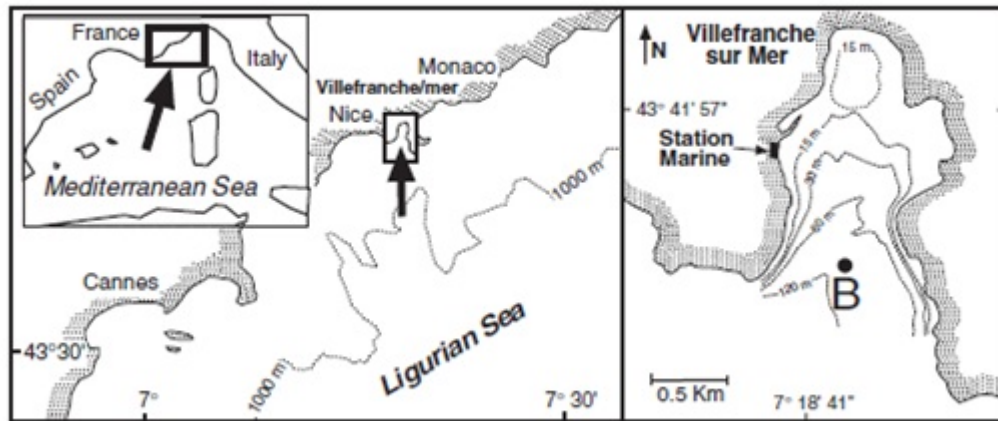 France
Italy
Spain
Mediterranean Sea
Monaco
Villefranche/mer
Nice
1000 m
Cannes
43°30'
1000 m
Ligurian Sea
7°
7° 30'
N
Villefranche
sur Mer
15 m
43° 41' 57"
Station
Marine
15 m
30 m
60 m
B
120 m
0.5 Km
7° 18' 41"